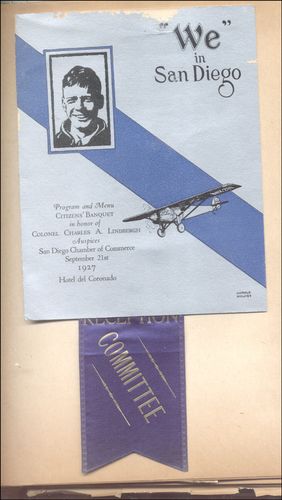 "We"
in
San Diego
Program and Menu
CITIZENS' BANQUET
in honor of
COLONEL CHARLES A. LINDBERGH
Auspices
San Diego Chamber of Commerce
September 21st
1927
Hotel del Coronado
RECEPTION
COMMITTEE